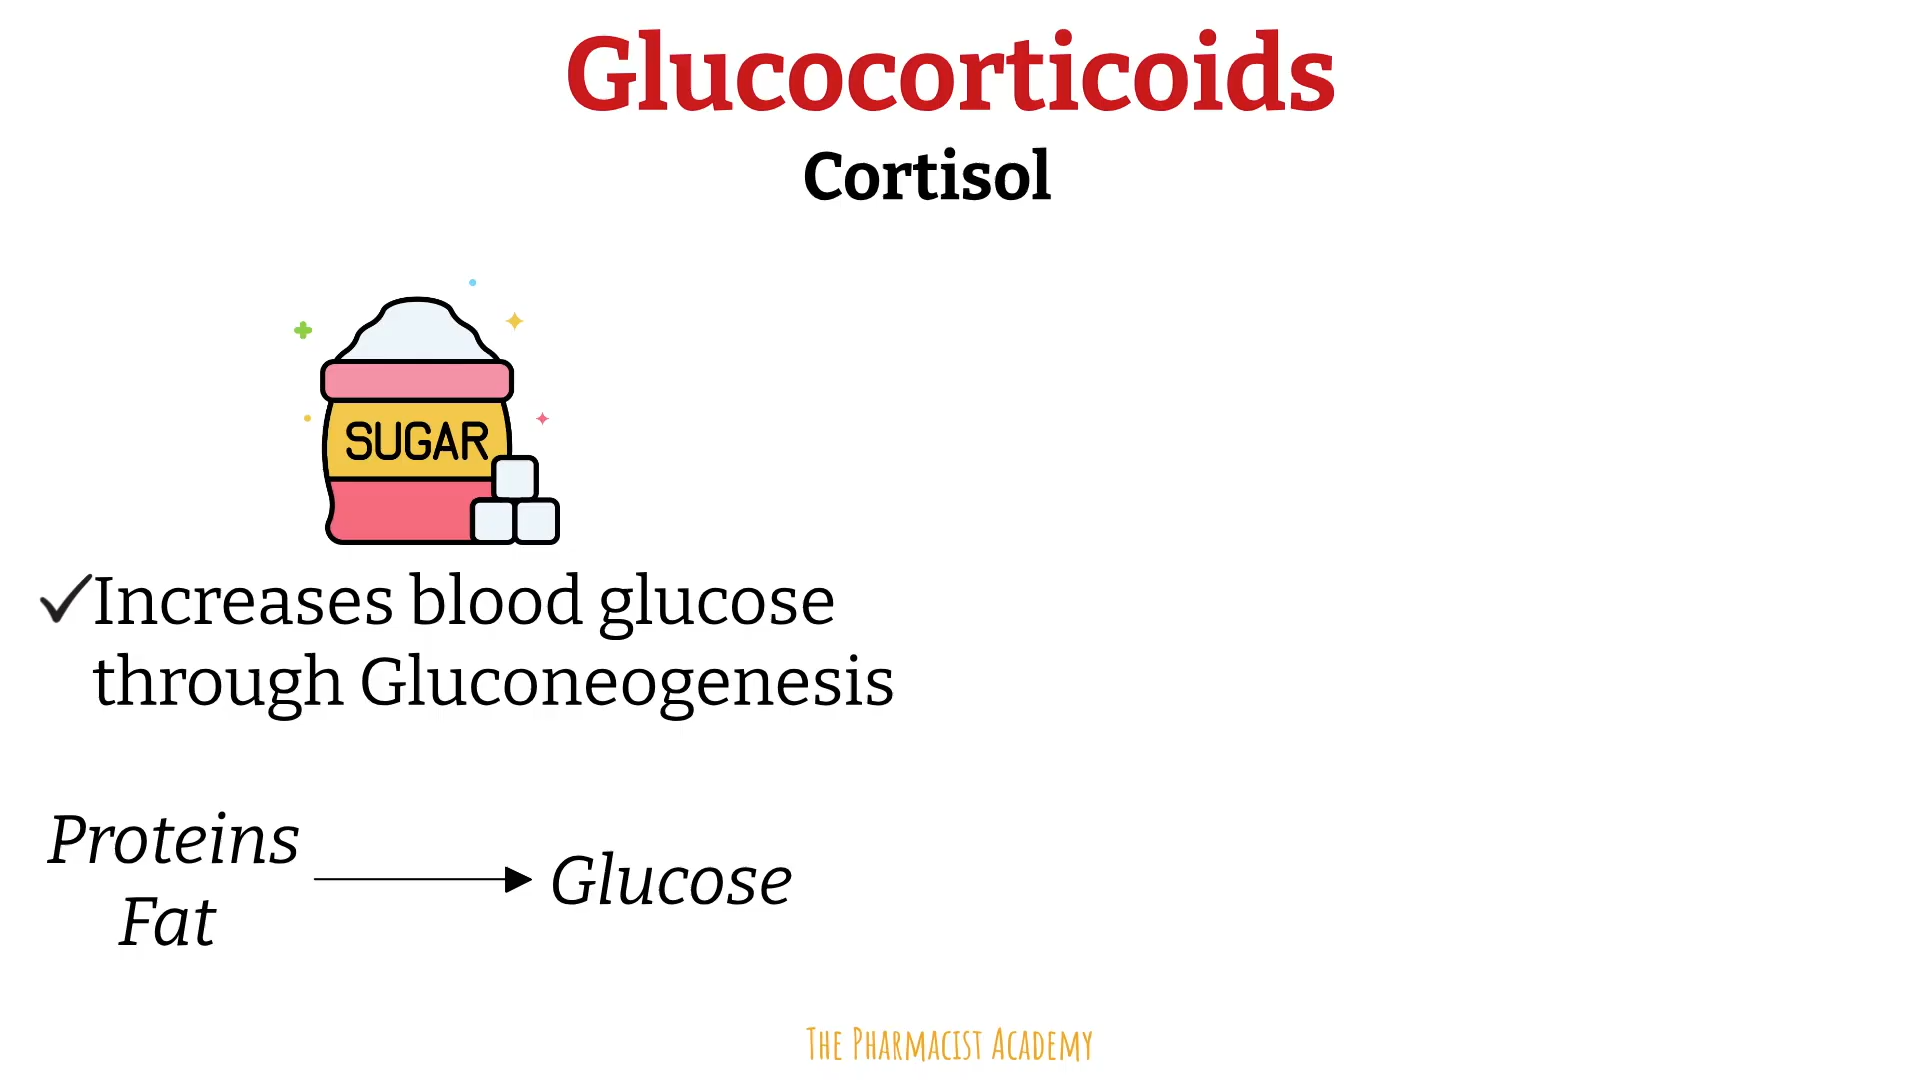 Glucocorticoids
Cortisol
SUGAR
✓Increases blood glucose
through Gluconeogenesis
Proteins
Fat
Glucose
The Pharmacist Academy